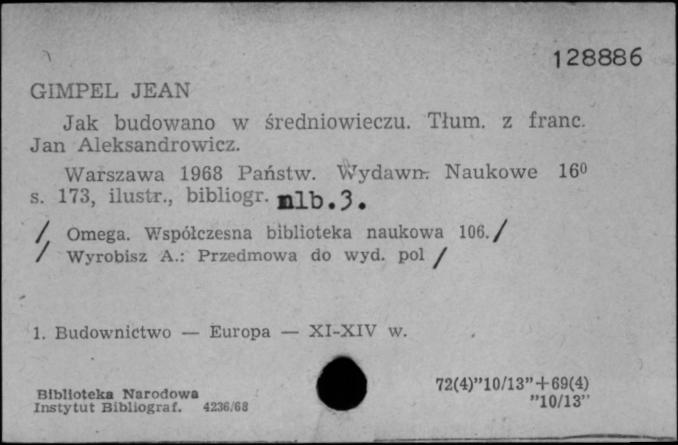 128886
GIMPEL JEAN
Jak budowano w średniowieczu. Tłum. z franc.
Jan Aleksandrowicz.
Warszawa 1968 Państw. Wydawn. Naukowe 16⁰
s. 173, ilustr., bibliogr. nlb.3.
/ Omega. Współczesna biblioteka naukowa 106. /
/ Wyrobisz A.: Przedmowa do wyd. pol /
1. Budownictwo — Europa — XI-XIV w.
72(4)"10/13"+69(4)
"10/13"
Biblioteka Narodowa
Instytut Bibliograf. 4236/68